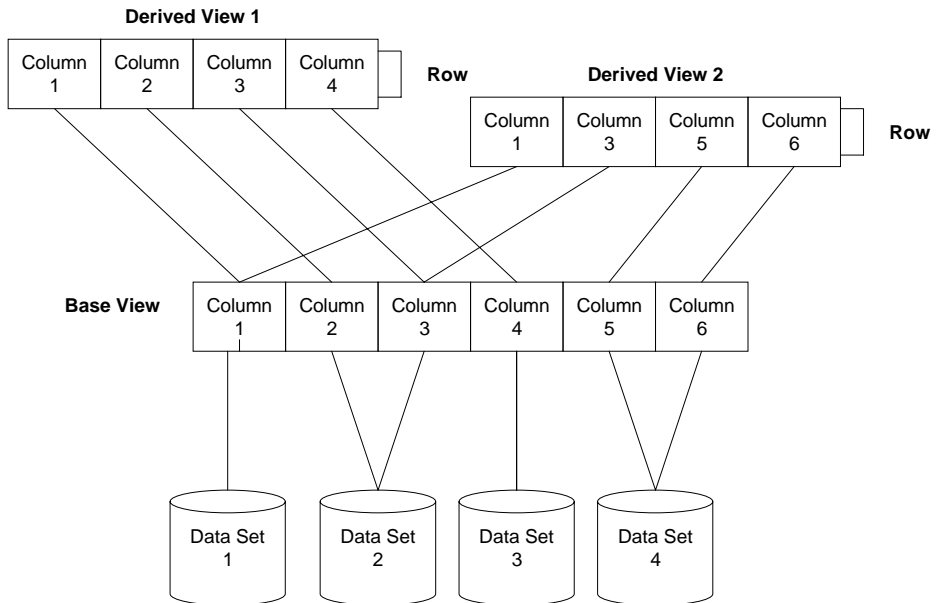 Derived View 1
Column 1
Column 2
Column 3
Column 4
Row
Derived View 2
Column 1
Column 3
Column 5
Column 6
Row
Base View
Column 1
Column 2
Column 3
Column 4
Column 5
Column 6
Data Set 1
Data Set 2
Data Set 3
Data Set 4